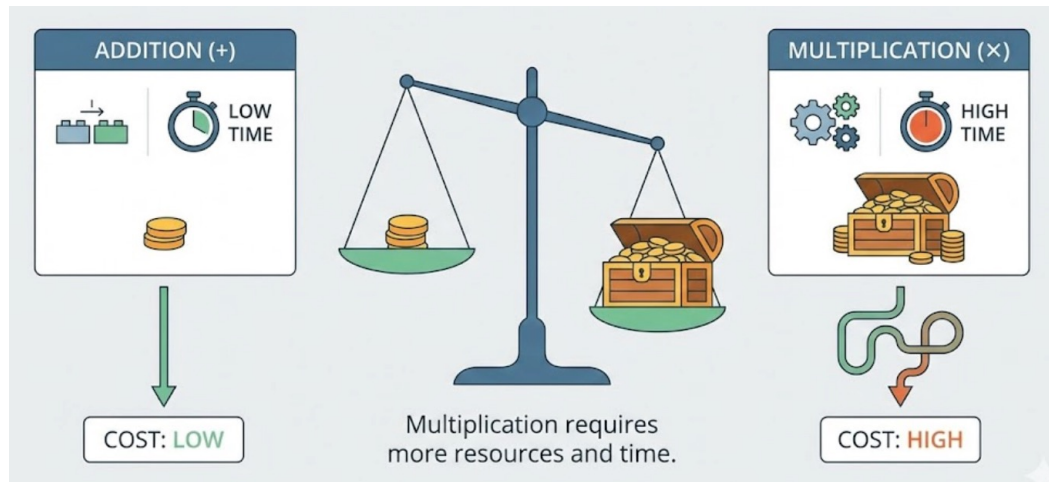 ADDITION (+)
LOW
TIME
COST: LOW
Multiplication requires
more resources and time.
MULTIPLICATION (×)
HIGH
TIME
COST: HIGH